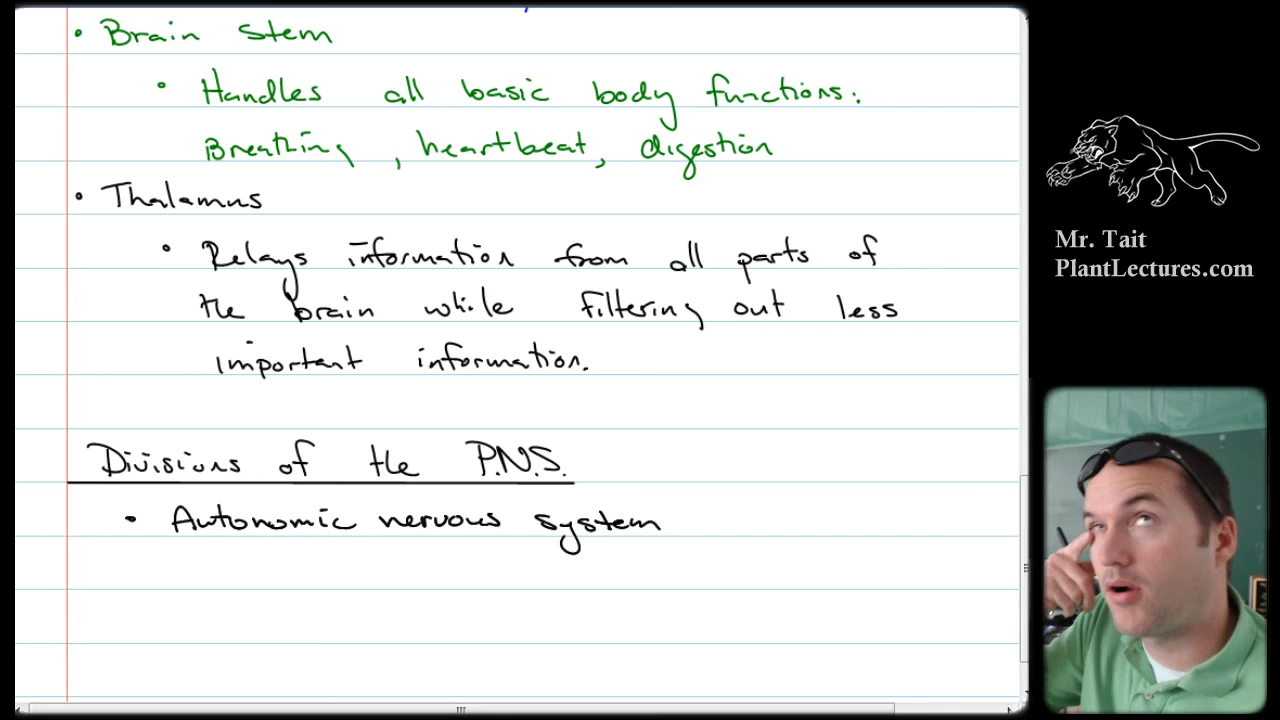 • Brain stem
• Handles all basic body functions:
Breathing, heartbeat, digestion
• Thalamus
• Relays information from all parts of
the brain while filtering out less
important information.
Divisions of the P.N.S.
• Autonomic nervous system
Mr. Tait
PlantLectures.com